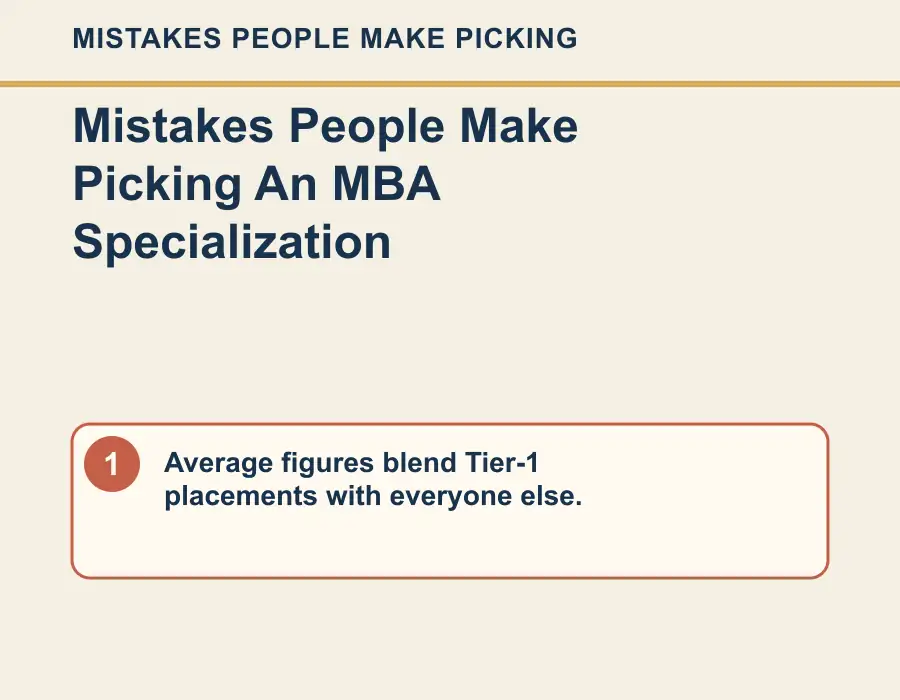 MISTAKES PEOPLE MAKE PICKING
Mistakes People Make
Picking An MBA
Specialization
1
Average figures blend Tier-1
placements with everyone else.